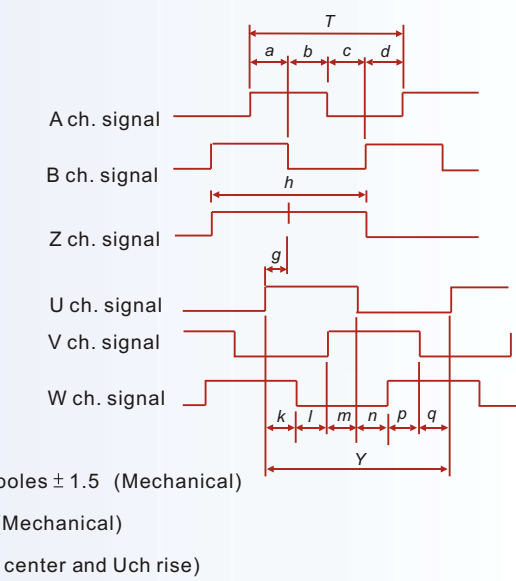 T
a b c d
A ch. signal
B ch. signal
h
Z ch. signal
g
U ch. signal
V ch. signal
W ch. signal
k l m n p q
Y
poles ± 1.5 (Mechanical)
(Mechanical)
center and Uch rise)